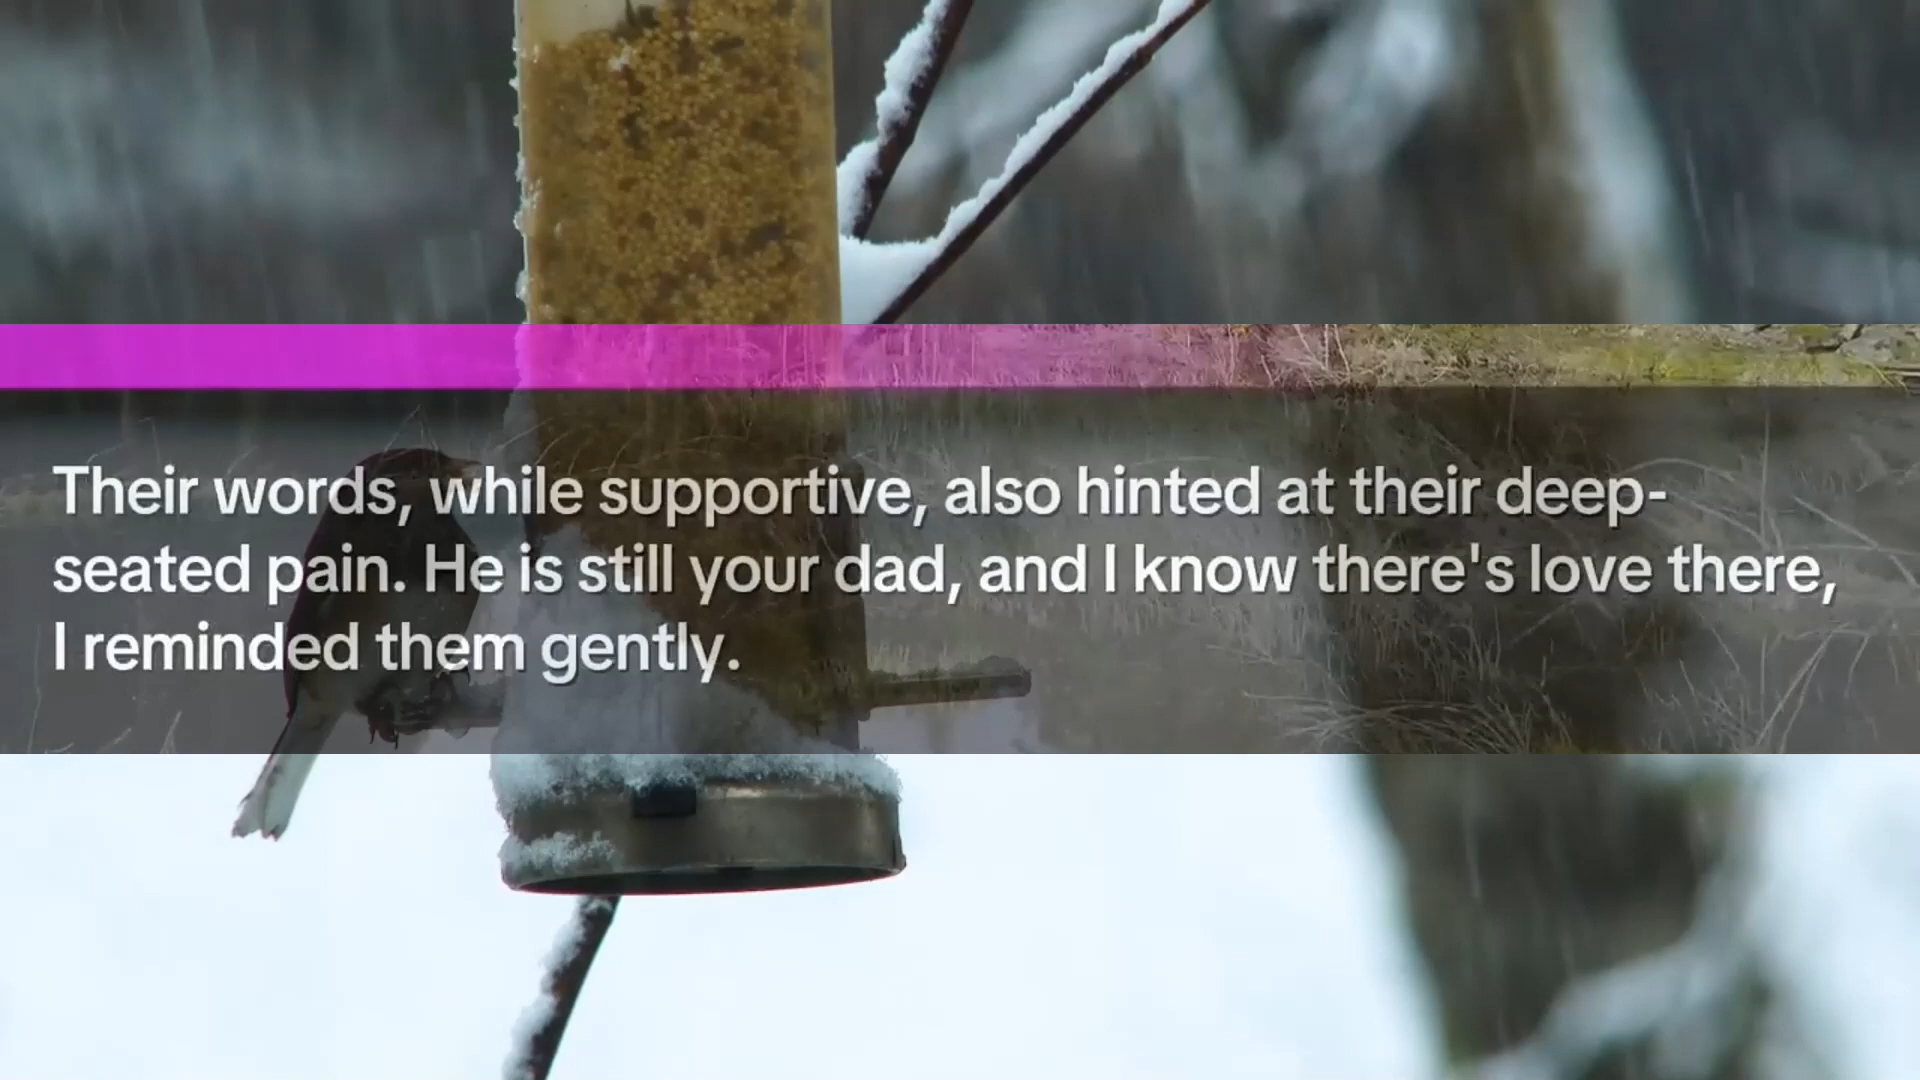 Their words, while supportive, also hinted at their deep-
seated pain. He is still your dad, and I know there's love there,
I reminded them gently.